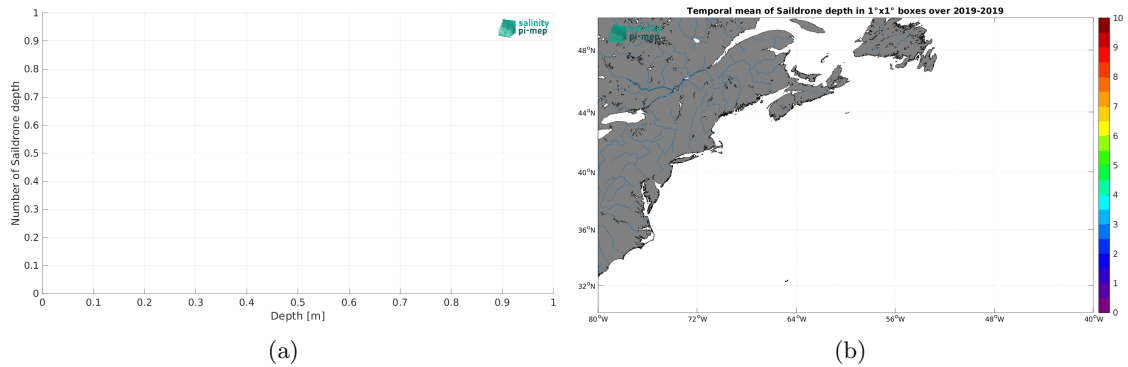 1
0.9
0.8
0.7
0.6
0.5
0.4
0.3
0.2
0.1
0
Number of Saildrone depth
0 0.1 0.2 0.3 0.4 0.5 0.6 0.7 0.8 0.9 1
Depth [m]
salinity
pi-mep
(a)
Temporal mean of Saildrone depth in 1°x1° boxes over 2019-2019
pi-mep
48°N
44°N
40°N
36°N
32°N
80°W 72°W 64°W 56°W 48°W 40°W
10
9
8
7
6
5
4
3
2
1
0
(b)